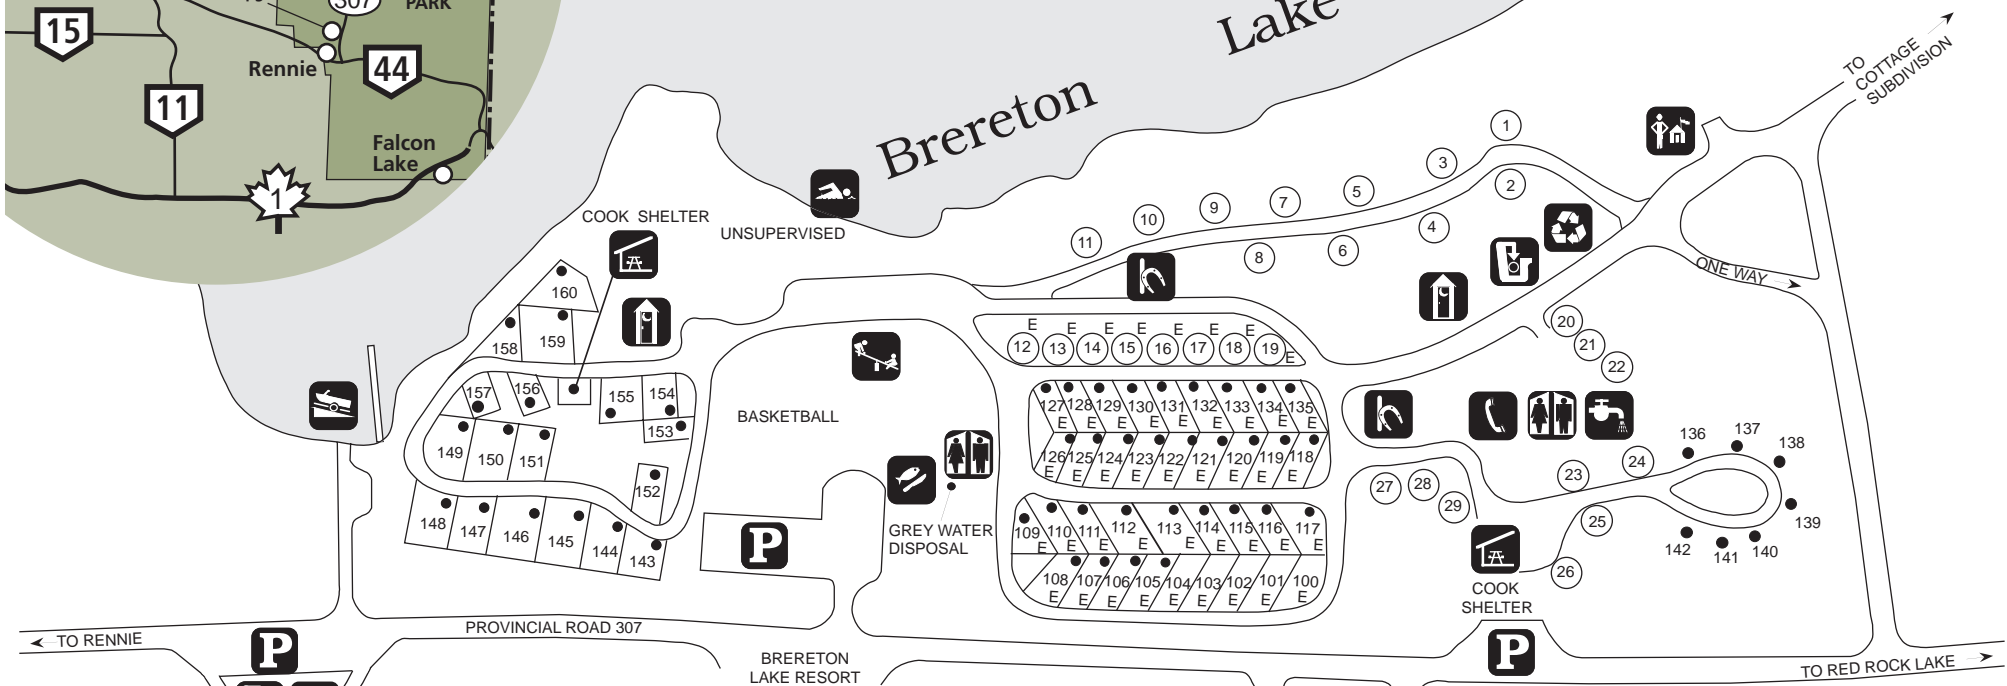 307
PARK
15
Rennie
44
11
Falcon
Lake
1
Brereton
Lake
TO
COTTAGE
SUBDIVISION
COOK SHELTER
UNSUPERVISED
ONE WAY
1
2
3
4
5
6
7
8
9
10
11
E E E E E E E E
12 13 14 15 16 17 18 19
20
21
22
160
159
158
157
156
155
154
153
149
150
151
152
148
147
146
145
144
143
BASKETBALL
127 128 129 130 131 132 133 134 135
E E E E E E E E
126 125 124 123 122 121 120 119 118
E E E E E E E E E
109 110 111 112 113 114 115 116 117
E E E E E E E E E
108 107 106 105 104 103 102 101 100
E E E E E E E E E
136
137
138
139
140
141
142
23
24
25
26
27
28
29
GREY WATER
DISPOSAL
P
COOK
SHELTER
P
P
TO RENNIE
PROVINCIAL ROAD 307
BRERETON
LAKE RESORT
TO RED ROCK LAKE